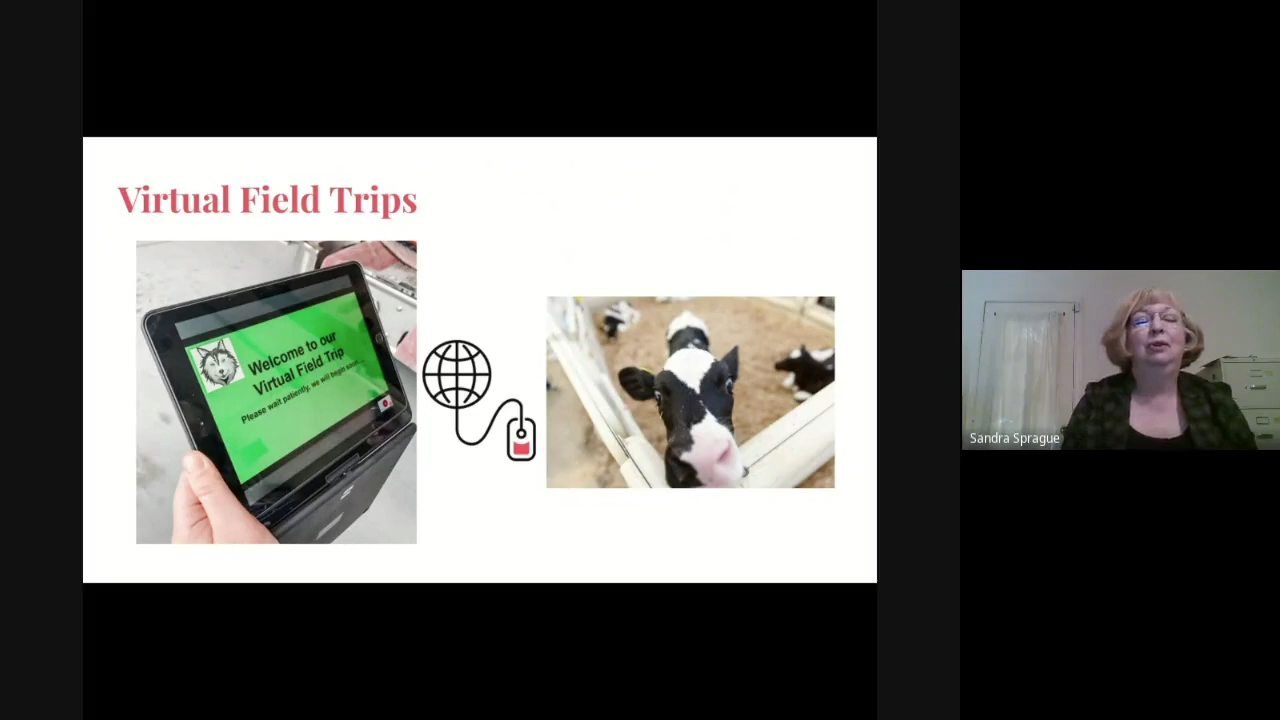 Virtual Field Trips
Welcome to our
Virtual Field Trip
Please wait patiently, we will begin soon...
Sandra Sprague